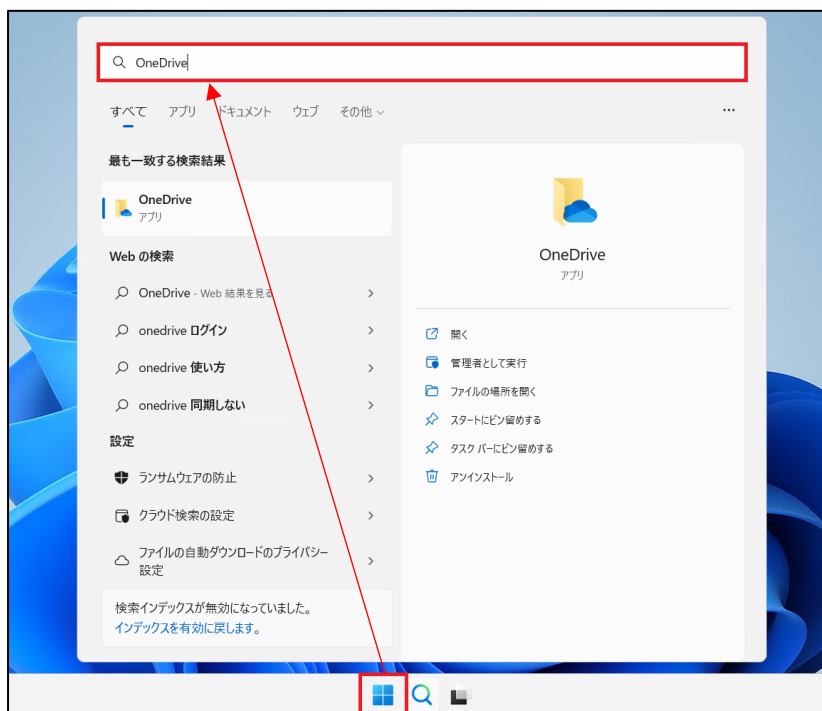 OneDrive
すべて アプリ ドキュメント ウェブ その他
最も一致する検索結果
OneDrive
アプリ
Web の検索
OneDrive - Web 結果を見る
onedrive ログイン
onedrive 使い方
onedrive 同期しない
設定
ランサムウェアの防止
クラウド検索の設定
ファイルの自動ダウンロードのプライバシー
設定
検索インデックスが無効になっていました。
インデックスを有効に戻します。
OneDrive
アプリ
開く
管理者として実行
ファイルの場所を開く
スタートにピン留めする
タスク バーにピン留めする
アンインストール